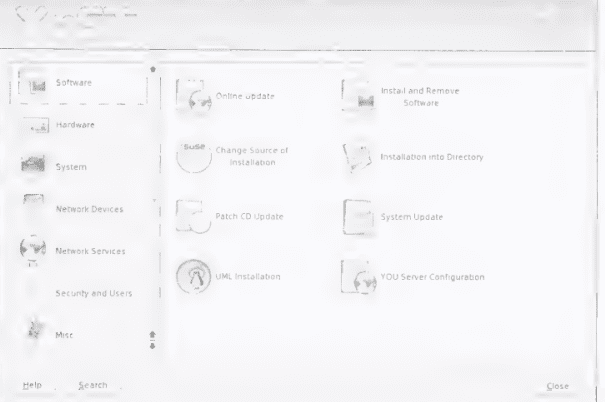 Software
Hardware
System
Network Devices
Network Services
Security and Users
Misc
Online Update
Install and Remove
Software
SUSE
Change Source of
Installation
Installation into Directory
Patch CD Update
System Update
UML Installation
YOU Server Configuration
Help
Search
Close